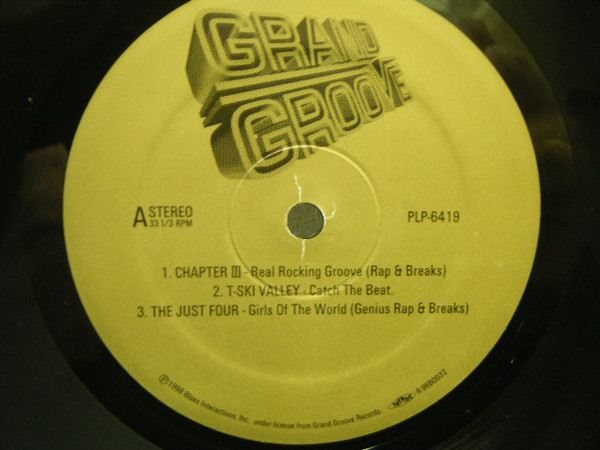 GRAND
GROOVE
A STEREO
33 1/3 RPM
PLP-6419
1. CHAPTER III - Real Rocking Groove (Rap & Breaks)
2. T-SKI VALLEY - Catch The Beat.
3. THE JUST FOUR - Girls Of The World (Genius Rap & Breaks)
Ⓟ1998 Blues Interactions, Inc. under license from Grand Groove Records. R-9880032